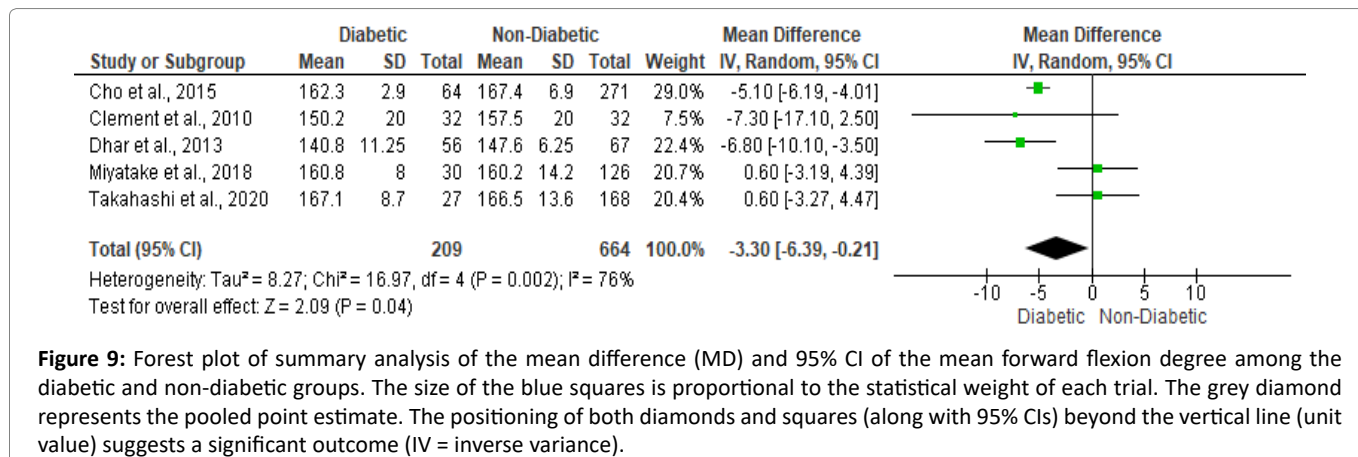 Diabetic Non-Diabetic Mean Difference Mean Difference
Study or Subgroup Mean SD Total Mean SD Total Weight IV, Random, 95% CI IV, Random, 95% CI
Cho et al., 2015 162.3 2.9 64 167.4 6.9 271 29.0% -5.10 [-6.19, -4.01]
Clement et al., 2010 150.2 20 32 157.5 20 32 7.5% -7.30 [-17.10, 2.50]
Dhar et al., 2013 140.8 11.25 56 147.6 6.25 67 22.4% -6.80 [-10.10, -3.50]
Miyatake et al., 2018 160.8 8 30 160.2 14.2 126 20.7% 0.60 [-3.19, 4.39]
Takahashi et al., 2020 167.1 8.7 27 166.5 13.6 168 20.4% 0.60 [-3.27, 4.47]
Total (95% CI) 209 664 100.0% -3.30 [-6.39, -0.21]
Heterogeneity: Tau² = 8.27; Chi² = 16.97, df = 4 (P = 0.002); I² = 76%
Test for overall effect: Z = 2.09 (P = 0.04)
-10 -5 0 5 10
Diabetic Non-Diabetic
Figure 9: Forest plot of summary analysis of the mean difference (MD) and 95% CI of the mean forward flexion degree among the
diabetic and non-diabetic groups. The size of the blue squares is proportional to the statistical weight of each trial. The grey diamond
represents the pooled point estimate. The positioning of both diamonds and squares (along with 95% CIs) beyond the vertical line (unit
value) suggests a significant outcome (IV = inverse variance).